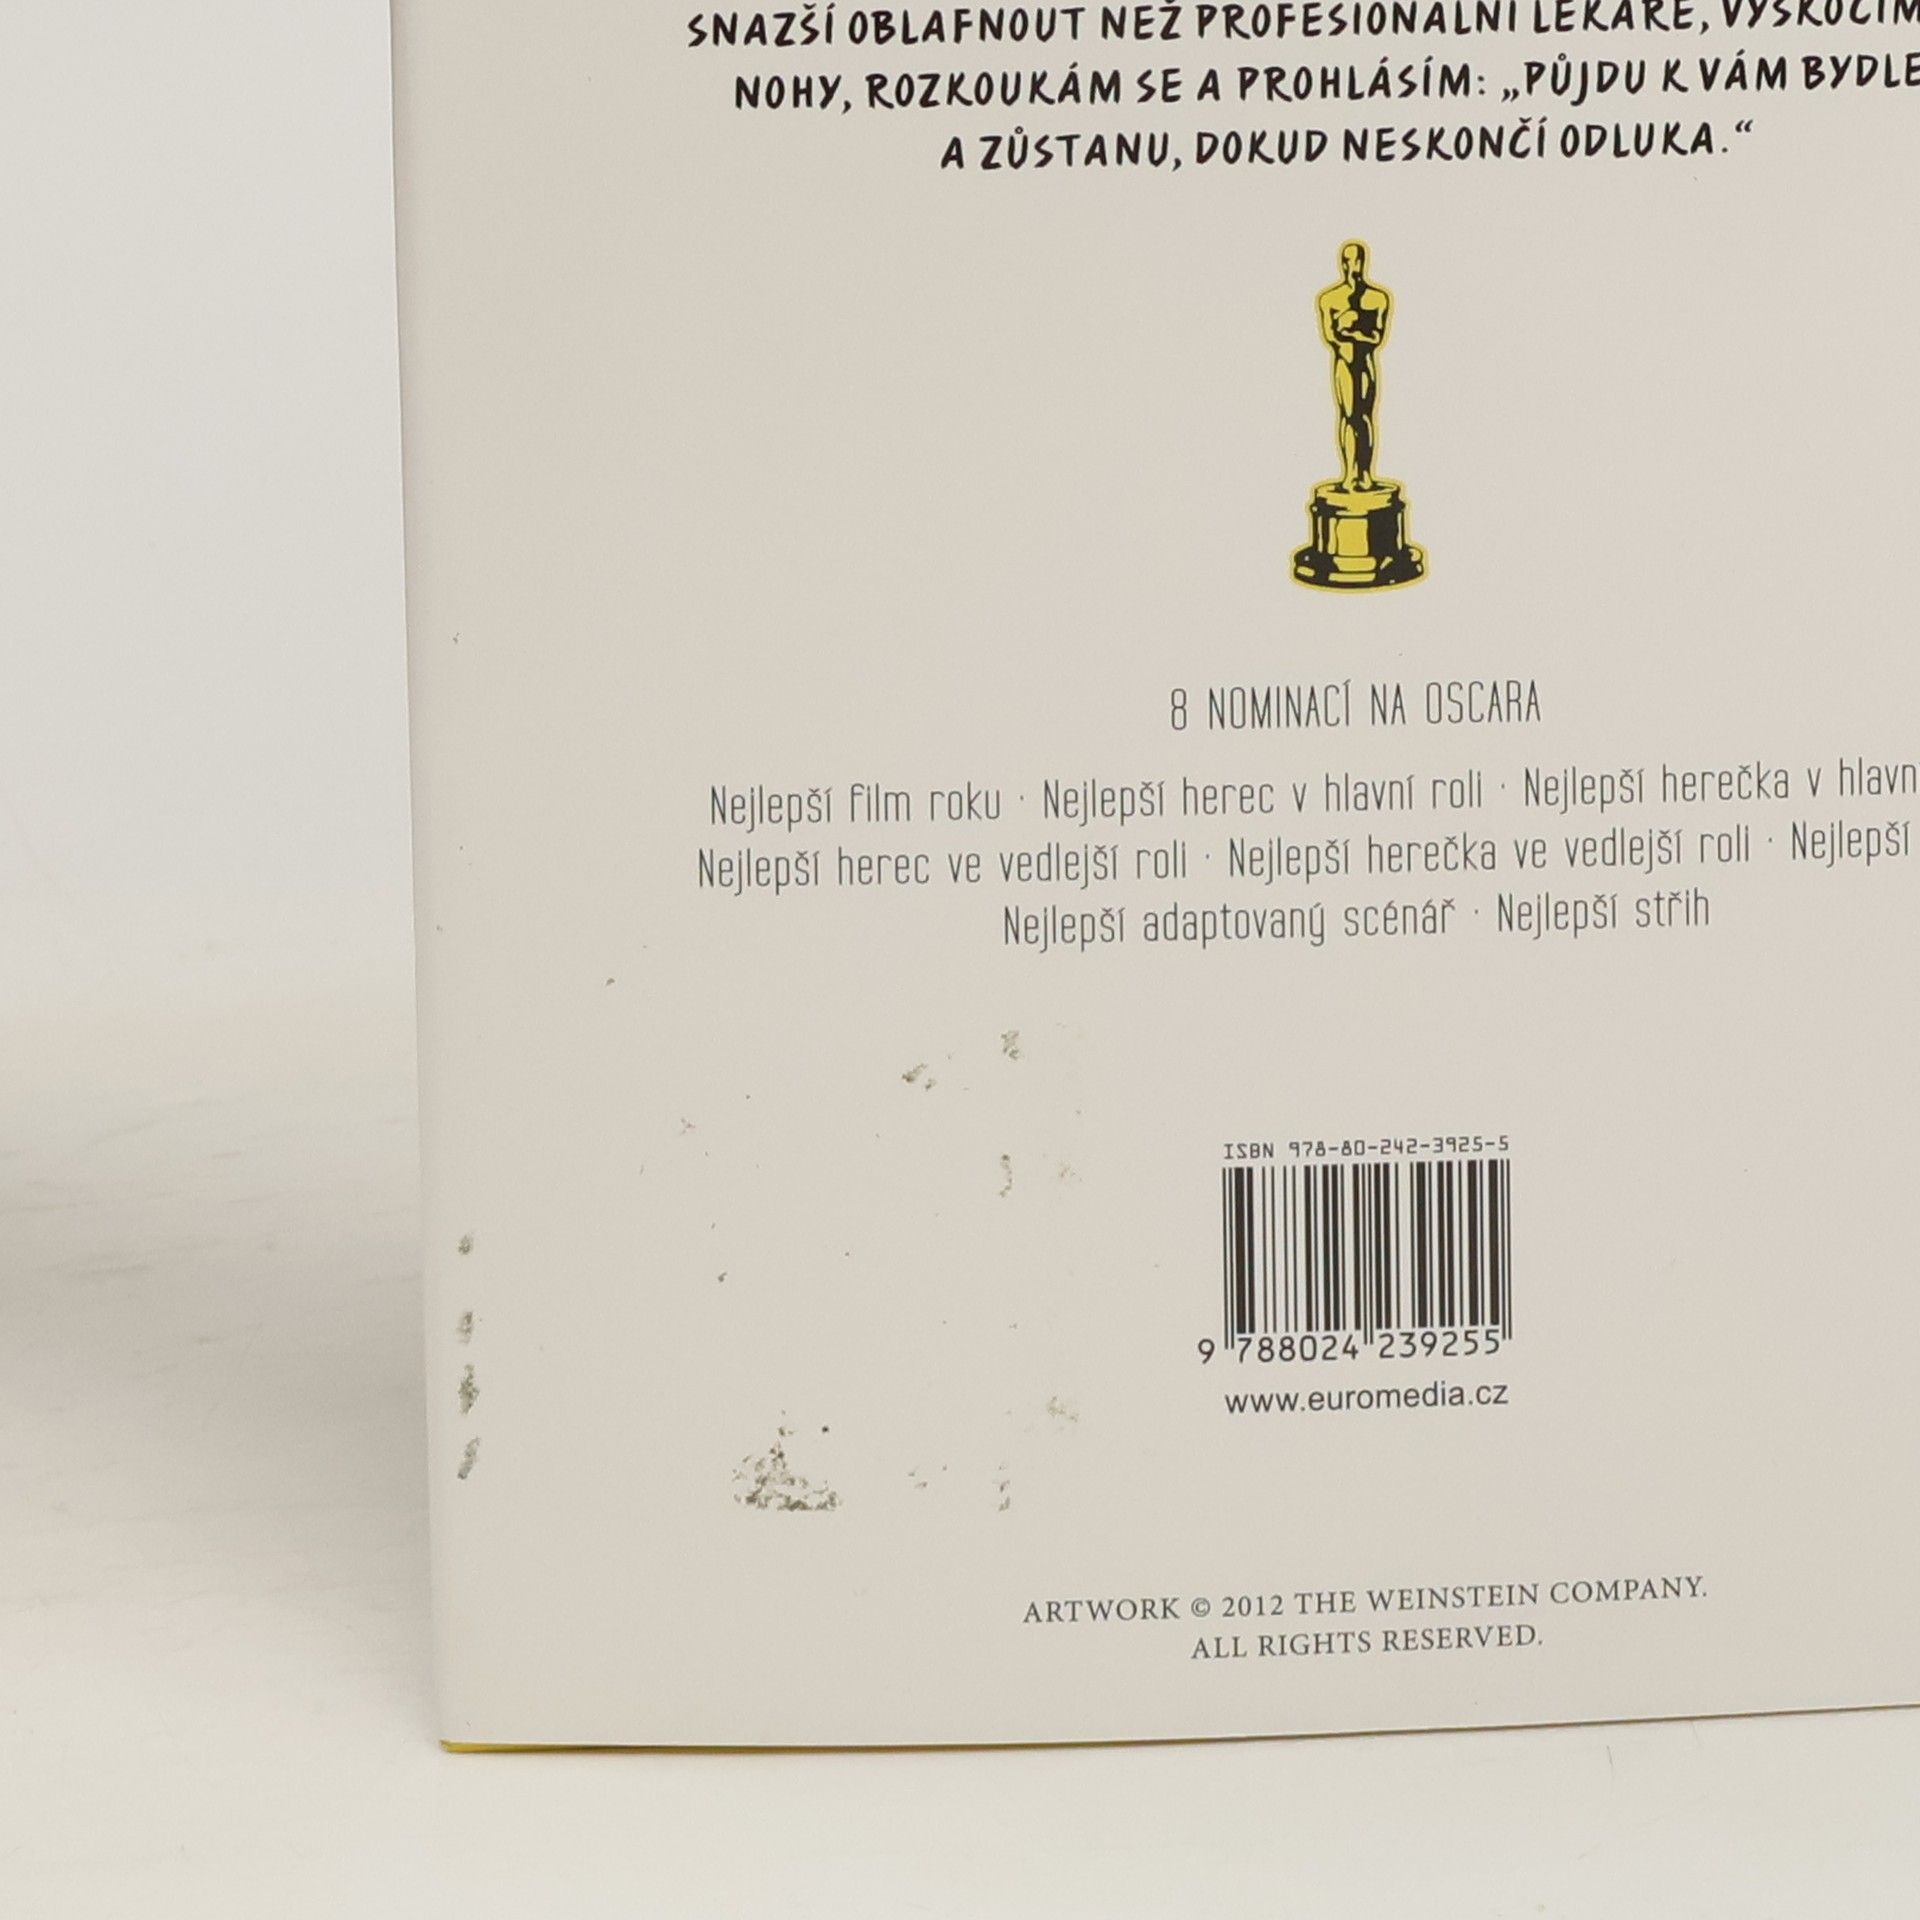 SNAZŠÍ OBLAFNOUT NEŽ PROFESIONÁLNÍ LÉKAŘE, VYSKOČÍM
NOHY, ROZKOUKÁM SE A PROHLÁSÍM: „PŮJDU K VÁM BYDLE
A ZŮSTANU, DOKUD NESKONČÍ ODLUKA.“
8 NOMINACÍ NA OSCARA
Nejlepší film roku · Nejlepší herec v hlavní roli · Nejlepší herečka v hlavn
Nejlepší herec ve vedlejší roli · Nejlepší herečka ve vedlejší roli · Nejlepší
Nejlepší adaptovaný scénář · Nejlepší střih
ISBN 978-80-242-3925-5
9 788024 239255
www.euromedia.cz
ARTWORK © 2012 THE WEINSTEIN COMPANY.
ALL RIGHTS RESERVED.